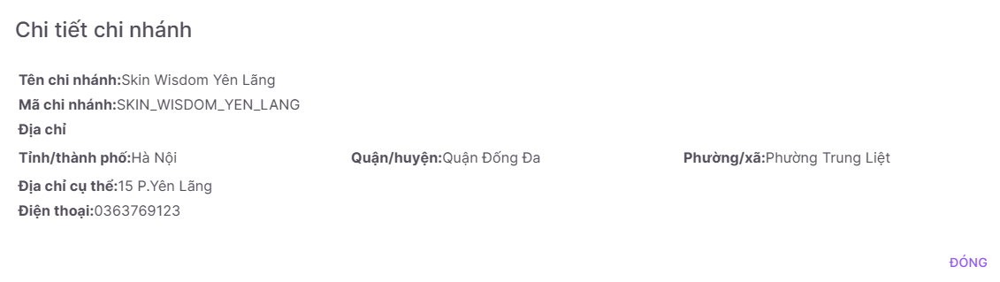 Chi tiết chi nhánh
Tên chi nhánh:Skin Wisdom Yên Lãng
Mã chi nhánh:SKIN_WISDOM_YEN_LANG
Địa chỉ
Tỉnh/thành phố:Hà Nội Quận/huyện:Quận Đống Đa Phường/xã:Phường Trung Liệt
Địa chỉ cụ thể:15 P.Yên Lãng
Điện thoại:0363769123
ĐÓNG